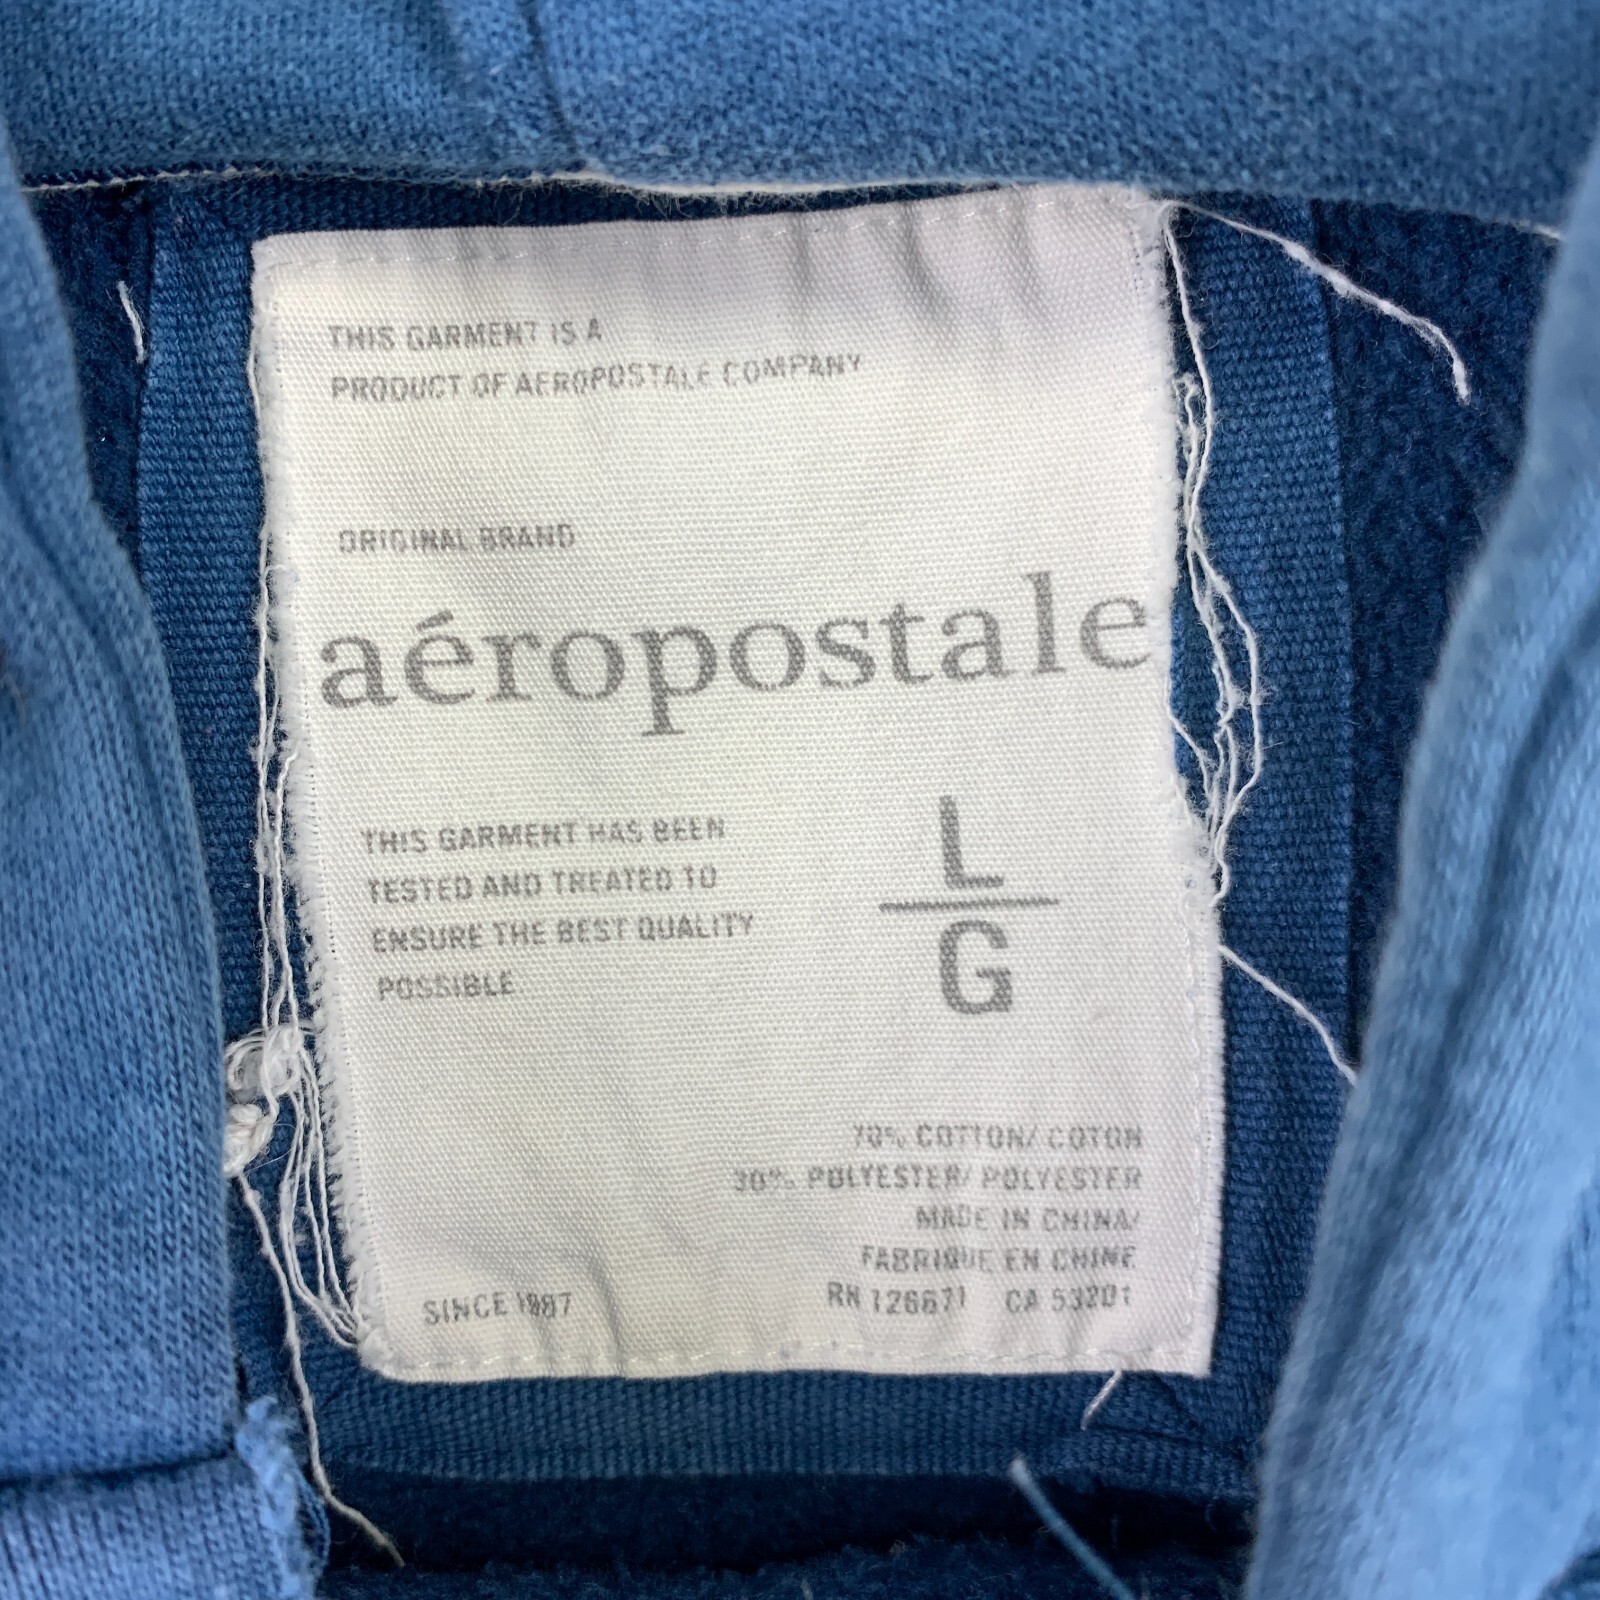 THIS GARMENT IS A
PRODUCT OF AEROPOSTALE COMPANY
ORIGINAL BRAND
aéropostale
THIS GARMENT HAS BEEN
TESTED AND TREATED TO
ENSURE THE BEST QUALITY
POSSIBLE.
L
G
70% COTTON/ COTON
30% POLYESTER/ POLYESTER
MADE IN CHINA/
FABRIQUE EN CHINE
RN 126671 CA 53201
SINCE 1987